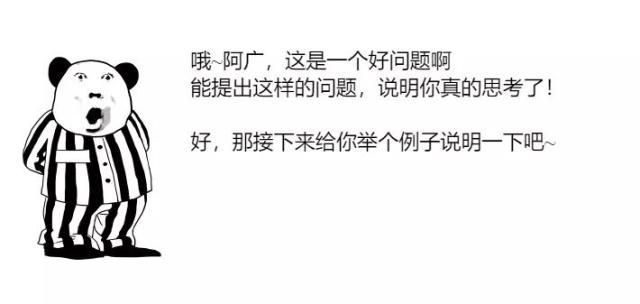 哦~阿广，这是一个好问题啊
能提出这样的问题，说明你真的思考了！
好，那接下来给你举个例子说明一下吧~